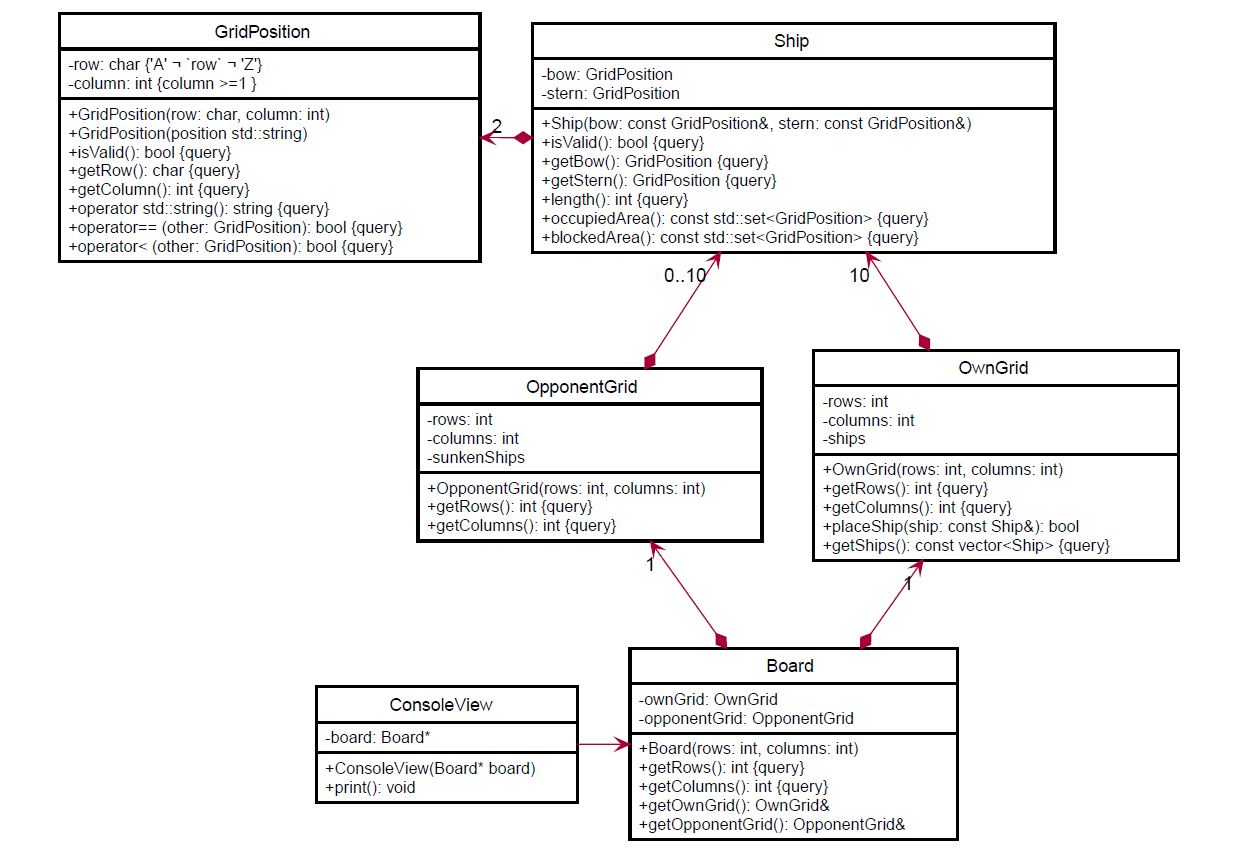 GridPosition
-row: char {'A' ¬ `row` ¬ 'Z'}
-column: int {column >=1 }
+GridPosition(row: char, column: int)
+GridPosition(position std::string)
+isValid(): bool {query}
+getRow(): char {query}
+getColumn(): int {query}
+operator std::string(): string {query}
+operator== (other: GridPosition): bool {query}
+operator< (other: GridPosition): bool {query}
2
Ship
-bow: GridPosition
-stern: GridPosition
+Ship(bow: const GridPosition&, stern: const GridPosition&)
+isValid(): bool {query}
+getBow(): GridPosition {query}
+getStern(): GridPosition {query}
+length(): int {query}
+occupiedArea(): const std::set<GridPosition> {query}
+blockedArea(): const std::set<GridPosition> {query}
0..10
10
OpponentGrid
-rows: int
-columns: int
-sunkenShips
+OpponentGrid(rows: int, columns: int)
+getRows(): int {query}
+getColumns(): int {query}
OwnGrid
-rows: int
-columns: int
-ships
+OwnGrid(rows: int, columns: int)
+getRows(): int {query}
+getColumns(): int {query}
+placeShip(ship: const Ship&): bool
+getShips(): const vector<Ship> {query}
1
1
ConsoleView
-board: Board*
+ConsoleView(Board* board)
+print(): void
Board
-ownGrid: OwnGrid
-opponentGrid: OpponentGrid
+Board(rows: int, columns: int)
+getRows(): int {query}
+getColumns(): int {query}
+getOwnGrid(): OwnGrid&
+getOpponentGrid(): OpponentGrid&